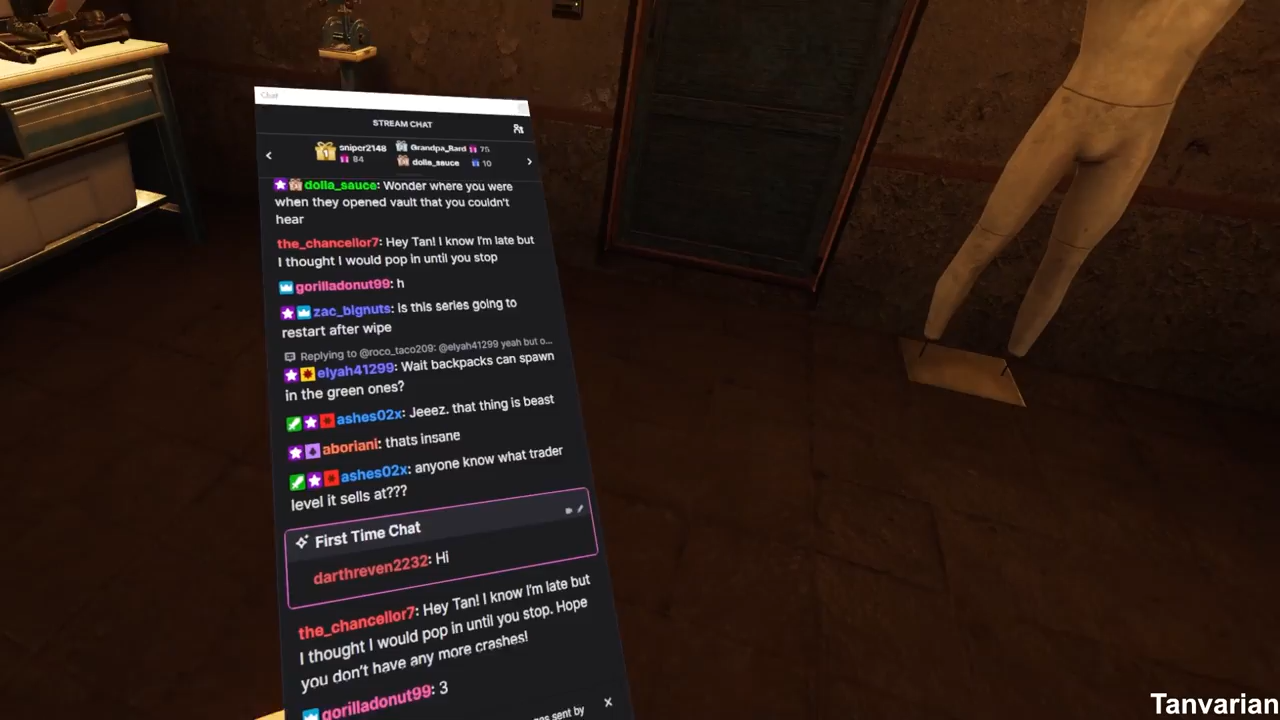 Chat
STREAM CHAT
sniper2148
84
Grandpa_Bard 75
dolla_sauce 10
dolla_sauce: Wonder where you were
when they opened vault that you couldn't
hear
the_chancellor7: Hey Tan! I know I'm late but
I thought I would pop in until you stop
gorilladonut99: h
zac_bignuts: is this series going to
restart after wipe
Replying to @roco_taco209: @elyah41299 yeah but o...
elyah41299: Wait backpacks can spawn
in the green ones?
ashes02x: Jeeez. that thing is beast
aboriani: thats insane
ashes02x: anyone know what trader
level it sells at???
First Time Chat
darthreven2232: Hi
the_chancellor7: Hey Tan! I know I'm late but
I thought I would pop in until you stop. Hope
you don't have any more crashes!
gorilladonut99: 3
sent by
Tanvarian